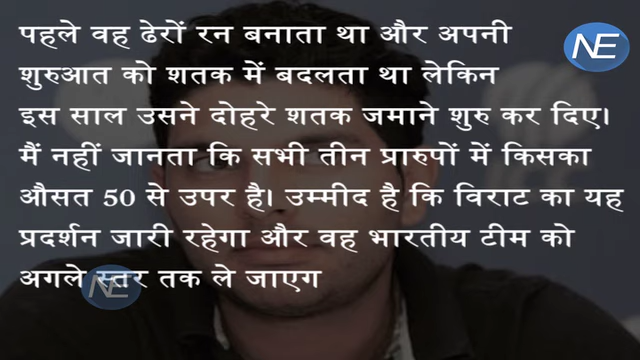 NE
पहले वह ढेरों रन बनाता था और अपनी
शुरुआत को शतक में बदलता था लेकिन
इस साल उसने दोहरे शतक जमाने शुरु कर दिए।
मैं नहीं जानता कि सभी तीन प्रारुपों में किसका
औसत 50 से उपर है। उम्मीद है कि विराट का यह
प्रदर्शन जारी रहेगा और वह भारतीय टीम को
अगले स्तर तक ले जाएग
NE